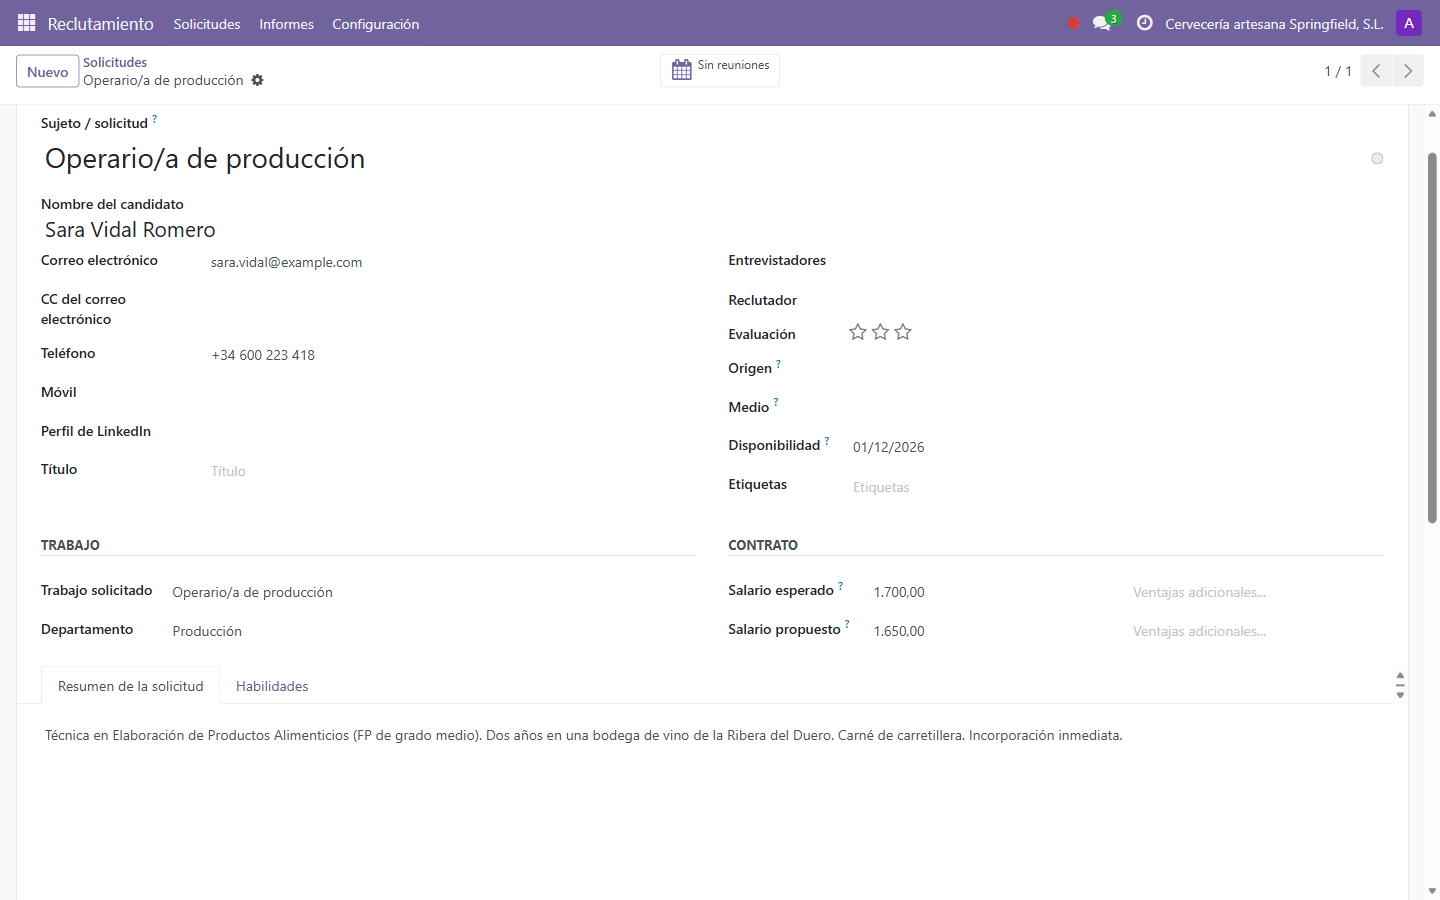 Reclutamiento Solicitudes Informes Configuración 3 Cervecería artesana Springfield, S.L. A
Nuevo Solicitudes
Operario/a de producción
Sin reuniones
1 / 1
Sujeto / solicitud ?
Operario/a de producción
Nombre del candidato
Sara Vidal Romero
Correo electrónico sara.vidal@example.com
CC del correo
electrónico
Teléfono +34 600 223 418
Móvil
Perfil de LinkedIn
Título Título
Entrevistadores
Reclutador
Evaluación
Origen ?
Medio ?
Disponibilidad ? 01/12/2026
Etiquetas Etiquetas
TRABAJO
Trabajo solicitado Operario/a de producción
Departamento Producción
CONTRATO
Salario esperado ? 1.700,00 Ventajas adicionales...
Salario propuesto ? 1.650,00 Ventajas adicionales...
Resumen de la solicitud Habilidades
Técnica en Elaboración de Productos Alimenticios (FP de grado medio). Dos años en una bodega de vino de la Ribera del Duero. Carné de carretillera. Incorporación inmediata.